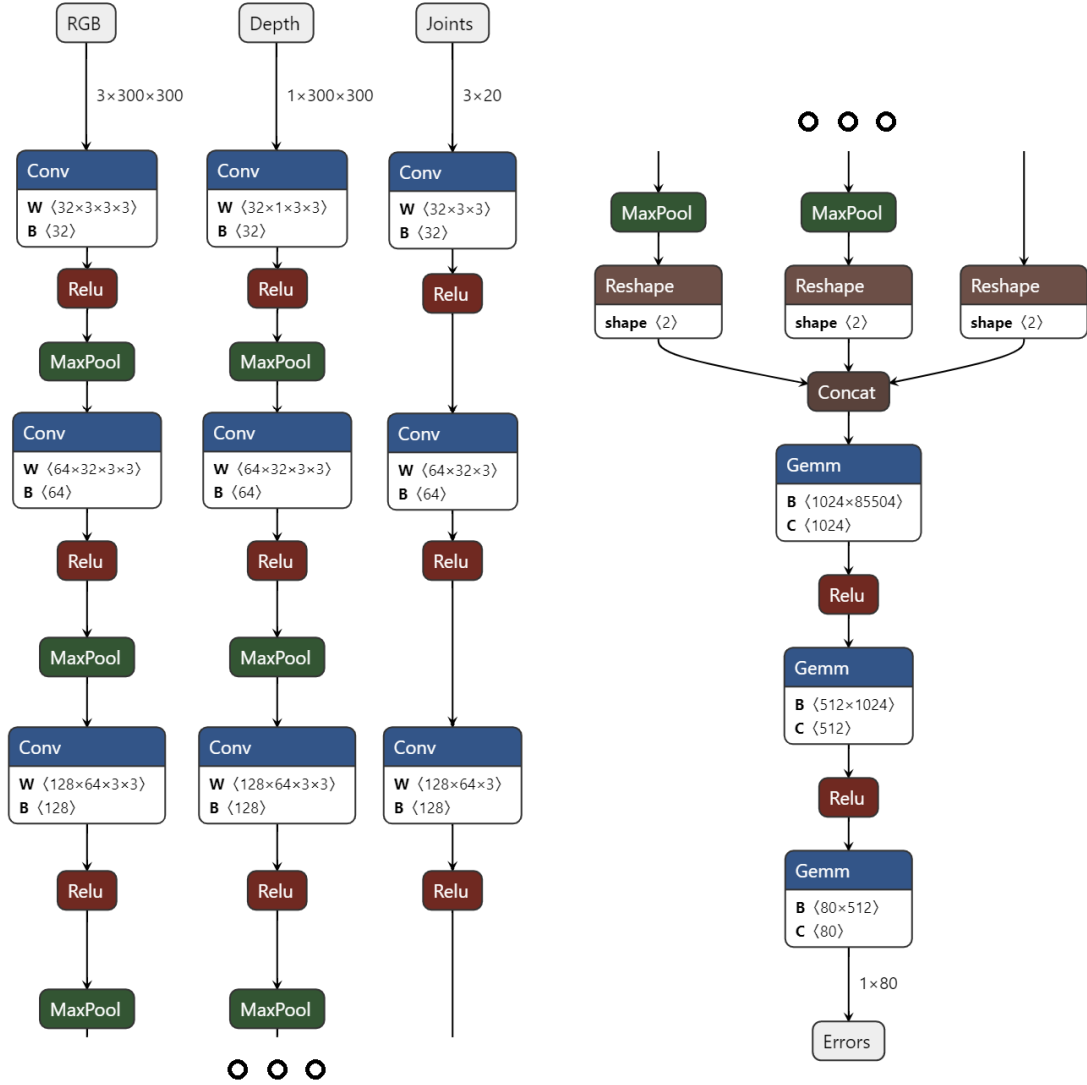 RGB
3×300×300
Conv
W ⟨32×3×3×3⟩
B ⟨32⟩
Relu
MaxPool
Conv
W ⟨64×32×3×3⟩
B ⟨64⟩
Relu
MaxPool
Conv
W ⟨128×64×3×3⟩
B ⟨128⟩
Relu
MaxPool
Depth
1×300×300
Conv
W ⟨32×1×3×3⟩
B ⟨32⟩
Relu
MaxPool
Conv
W ⟨64×32×3×3⟩
B ⟨64⟩
Relu
MaxPool
Conv
W ⟨128×64×3×3⟩
B ⟨128⟩
Relu
MaxPool
Joints
3×20
Conv
W ⟨32×3×3⟩
B ⟨32⟩
Relu
Conv
W ⟨64×32×3⟩
B ⟨64⟩
Relu
Conv
W ⟨128×64×3⟩
B ⟨128⟩
Relu
MaxPool
Reshape
shape ⟨2⟩
MaxPool
Reshape
shape ⟨2⟩
Reshape
shape ⟨2⟩
Concat
Gemm
B ⟨1024×85504⟩
C ⟨1024⟩
Relu
Gemm
B ⟨512×1024⟩
C ⟨512⟩
Relu
Gemm
B ⟨80×512⟩
C ⟨80⟩
1×80
Errors